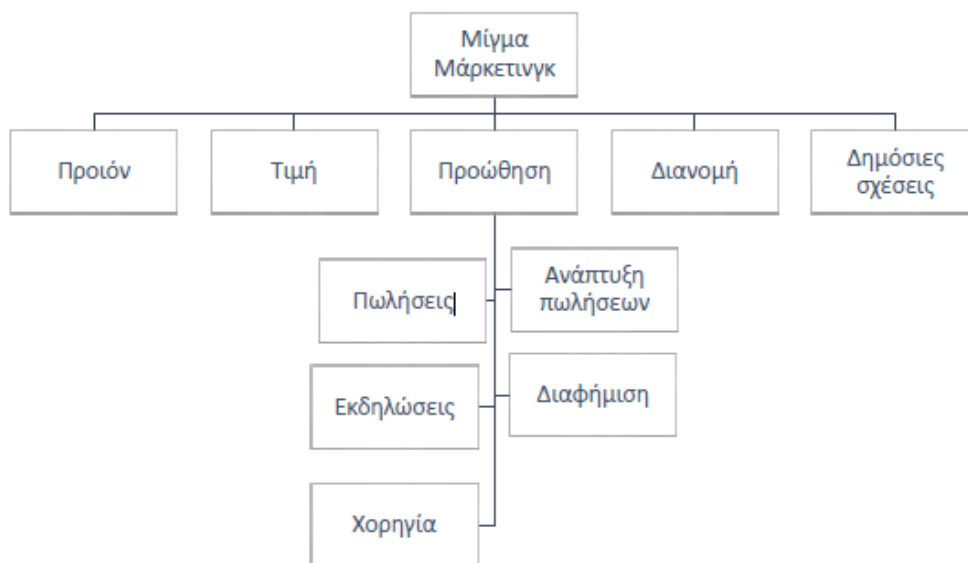 Μίγμα
Μάρκετινγκ
Προιόν
Τιμή
Προώθηση
Διανομή
Δημόσιες
σχέσεις
Πωλήσεις
Ανάπτυξη
πωλήσεων
Εκδηλώσεις
Διαφήμιση
Χορηγία